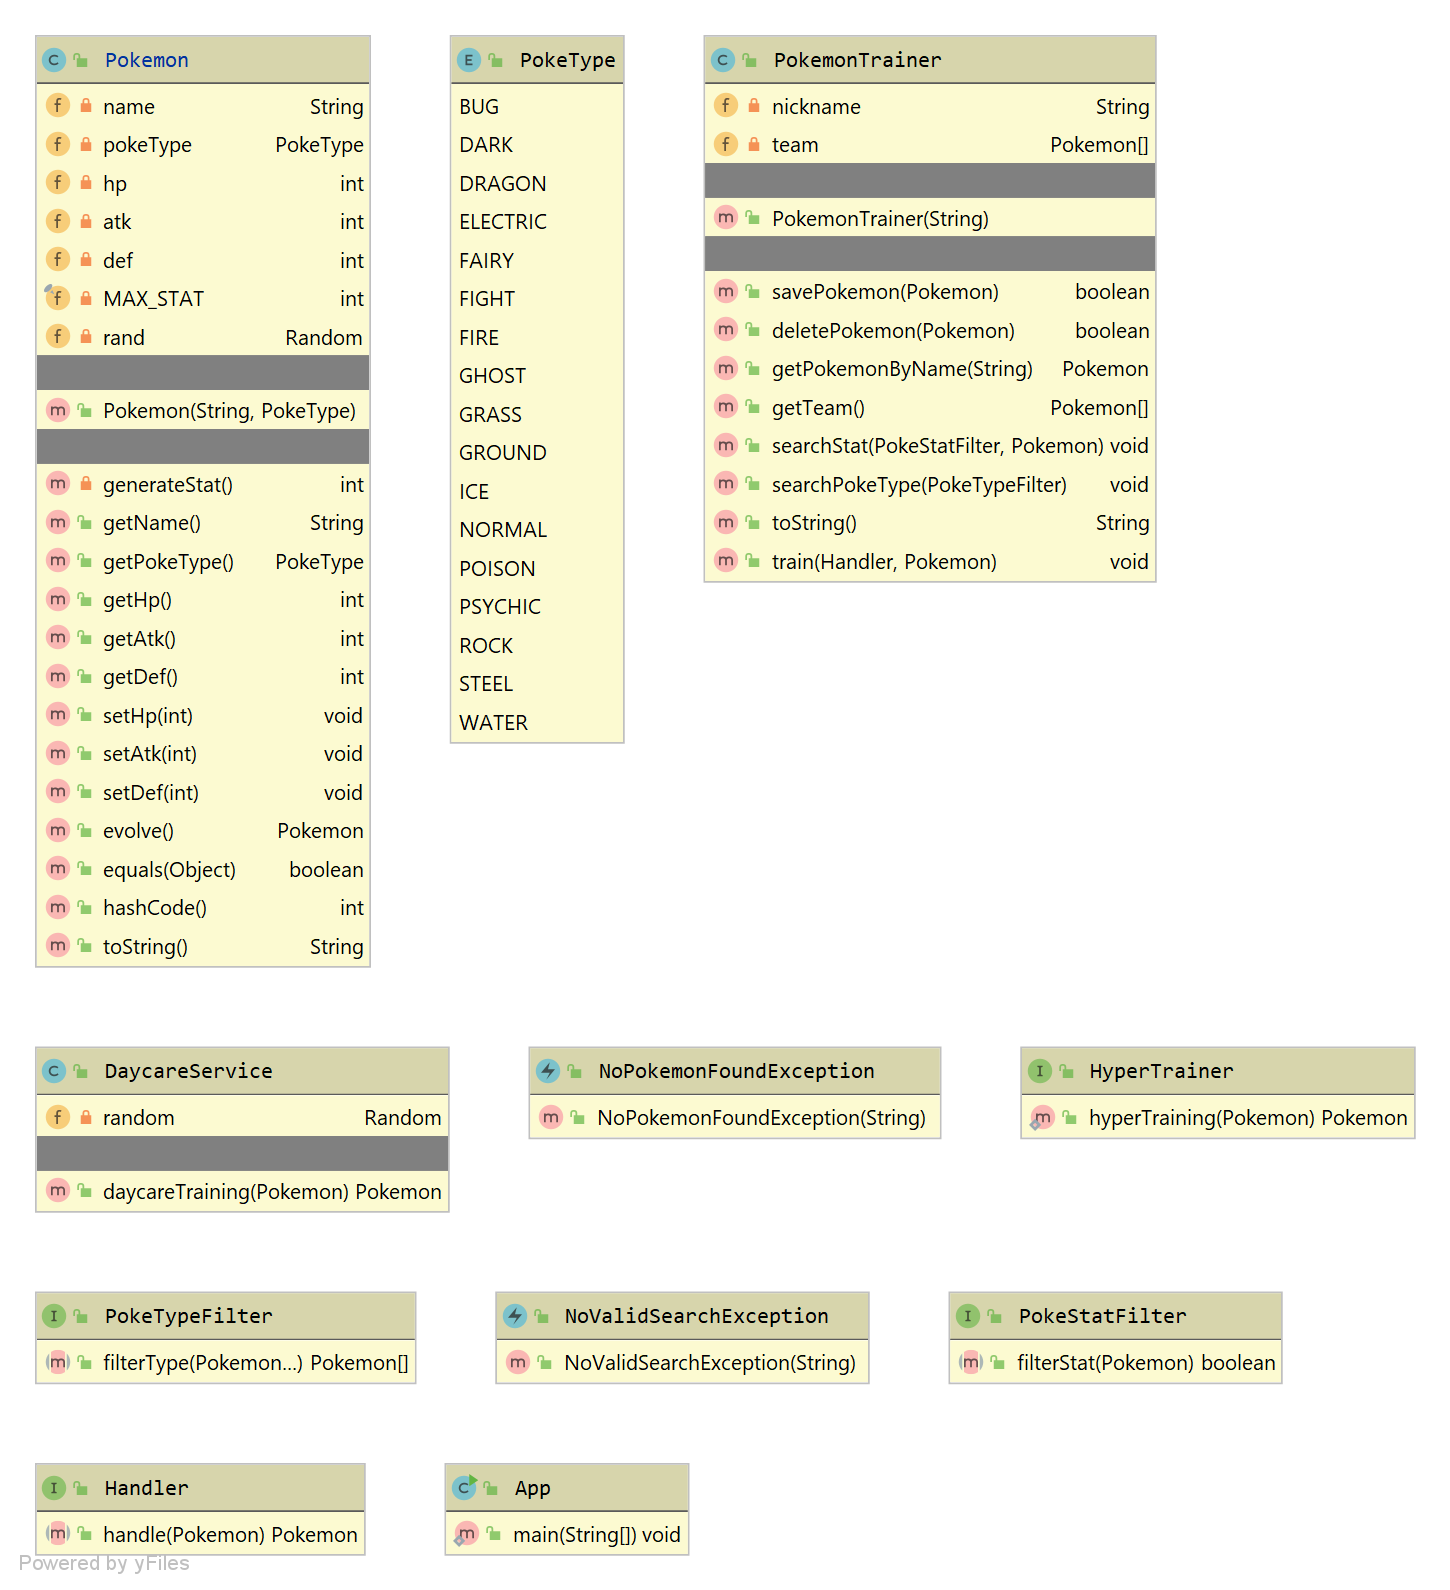 Pokemon
name String
pokeType PokeType
hp int
atk int
def int
MAX_STAT int
rand Random
Pokemon(String, PokeType)
generateStat() int
getName() String
getPokeType() PokeType
getHp() int
getAtk() int
getDef() int
setHp(int) void
setAtk(int) void
setDef(int) void
evolve() Pokemon
equals(Object) boolean
hashCode() int
toString() String
PokeType
BUG
DARK
DRAGON
ELECTRIC
FAIRY
FIGHT
FIRE
GHOST
GRASS
GROUND
ICE
NORMAL
POISON
PSYCHIC
ROCK
STEEL
WATER
PokemonTrainer
nickname String
team Pokemon[]
PokemonTrainer(String)
savePokemon(Pokemon) boolean
deletePokemon(Pokemon) boolean
getPokemonByName(String) Pokemon
getTeam() Pokemon[]
searchStat(PokeStatFilter, Pokemon) void
searchPokeType(PokeTypeFilter) void
toString() String
train(Handler, Pokemon) void
DaycareService
random Random
daycareTraining(Pokemon) Pokemon
NoPokemonFoundException
NoPokemonFoundException(String)
HyperTrainer
hyperTraining(Pokemon) Pokemon
PokeTypeFilter
filterType(Pokemon...) Pokemon[]
NoValidSearchException
NoValidSearchException(String)
PokeStatFilter
filterStat(Pokemon) boolean
Handler
handle(Pokemon) Pokemon
App
main(String[]) void
Powered by yFiles